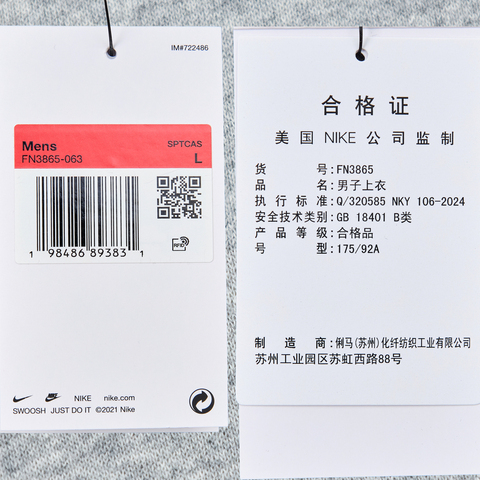 IM#722486
Mens
SPTCAS
FN3865-063
L
1 98486 89383 1
RFID
NIKE nike.com
SWOOSH JUST DO IT ©2021 Nike
合格证
美国 NIKE 公司监制
货号:FN3865
品名:男子上衣
执行标准:Q/320585 NKY 106-2024
安全技术类别:GB 18401 B类
产品等级:合格品
号型:175/92A
制造商:俐马(苏州)化纤纺织工业有限公司
苏州工业园区苏虹西路88号